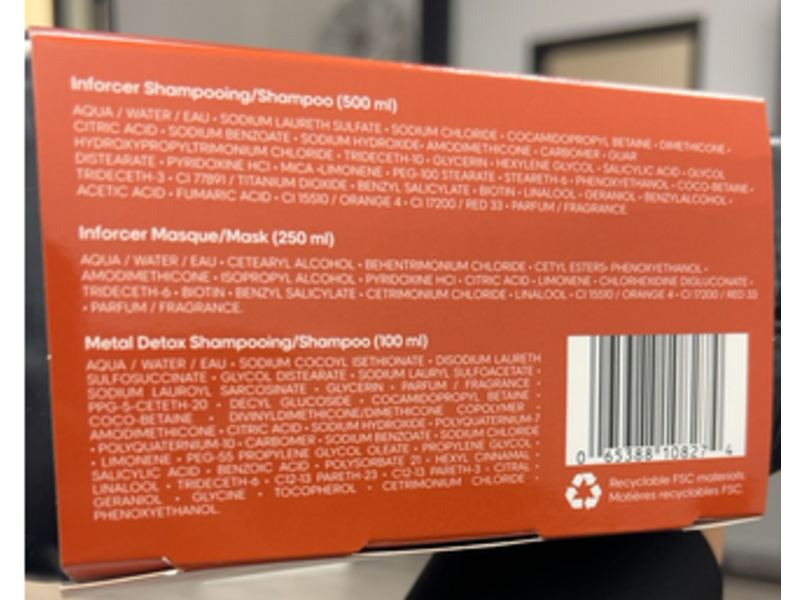 Inforcer Shampooing/Shampoo (500 ml)
AQUA / WATER / EAU • SODIUM LAURETH SULFATE • SODIUM CHLORIDE • COCAMIDOPROPYL BETAINE • DIMETHICONE •
CITRIC ACID • SODIUM BENZOATE • SODIUM HYDROXIDE • AMODIMETHICONE • CARBOMER • GUAR
HYDROXYPROPYLTRIMONIUM CHLORIDE • TRIDECETH-10 • GLYCERIN • HEXYLENE GLYCOL • SALICYLIC ACID • GLYCOL
DISTEARATE • PYRIDOXINE HCl • MICA • LIMONENE • PEG-100 STEARATE • STEARETH-6 • PHENOXYETHANOL • COCO-BETAINE •
TRIDECETH-3 • CI 77891 / TITANIUM DIOXIDE • BENZYL SALICYLATE • BIOTIN • LINALOOL • GERANIOL • BENZYL ALCOHOL •
ACETIC ACID • FUMARIC ACID • CI 15510 / ORANGE 4 • CI 17200 / RED 33 • PARFUM / FRAGRANCE.
Inforcer Masque/Mask (250 ml)
AQUA / WATER / EAU • CETEARYL ALCOHOL • BEHENTRIMONIUM CHLORIDE • CETYL ESTERS• PHENOXYETHANOL •
AMODIMETHICONE • ISOPROPYL ALCOHOL • PYRIDOXINE HCl • CITRIC ACID • LIMONENE • CHLORHEXIDINE DIGLUCONATE •
TRIDECETH-6 • BIOTIN • BENZYL SALICYLATE • CETRIMONIUM CHLORIDE • LINALOOL • CI 15510 / ORANGE 4 • CI 17200 / RED 33
• PARFUM / FRAGRANCE.
Metal Detox Shampooing/Shampoo (100 ml)
AQUA / WATER / EAU • SODIUM COCOYL ISETHIONATE • DISODIUM LAURETH
SULFOSUCCINATE • GLYCOL DISTEARATE • SODIUM LAURYL SULFOACETATE •
SODIUM LAUROYL SARCOSINATE • GLYCERIN • PARFUM / FRAGRANCE •
PPG-5-CETETH-20 • DECYL GLUCOSIDE • COCAMIDOPROPYL BETAINE •
COCO-BETAINE • DIVINYLDIMETHICONE/DIMETHICONE COPOLYMER •
AMODIMETHICONE • CITRIC ACID • SODIUM HYDROXIDE • POLYQUATERNIUM-7
• POLYQUATERNIUM-10 • CARBOMER • SODIUM BENZOATE • SODIUM CHLORIDE
• LIMONENE • PEG-55 PROPYLENE GLYCOL OLEATE • PROPYLENE GLYCOL •
SALICYLIC ACID • BENZOIC ACID • POLYSORBATE 21 • HEXYL CINNAMAL •
LINALOOL • TRIDECETH-6 • C12-13 PARETH-23 • C12-13 PARETH-3 • CITRAL •
GERANIOL • GLYCINE • TOCOPHEROL • CETRIMONIUM CHLORIDE •
PHENOXYETHANOL.
0 65388 10827 4
Recyclable FSC materials
Matières recyclables FSC